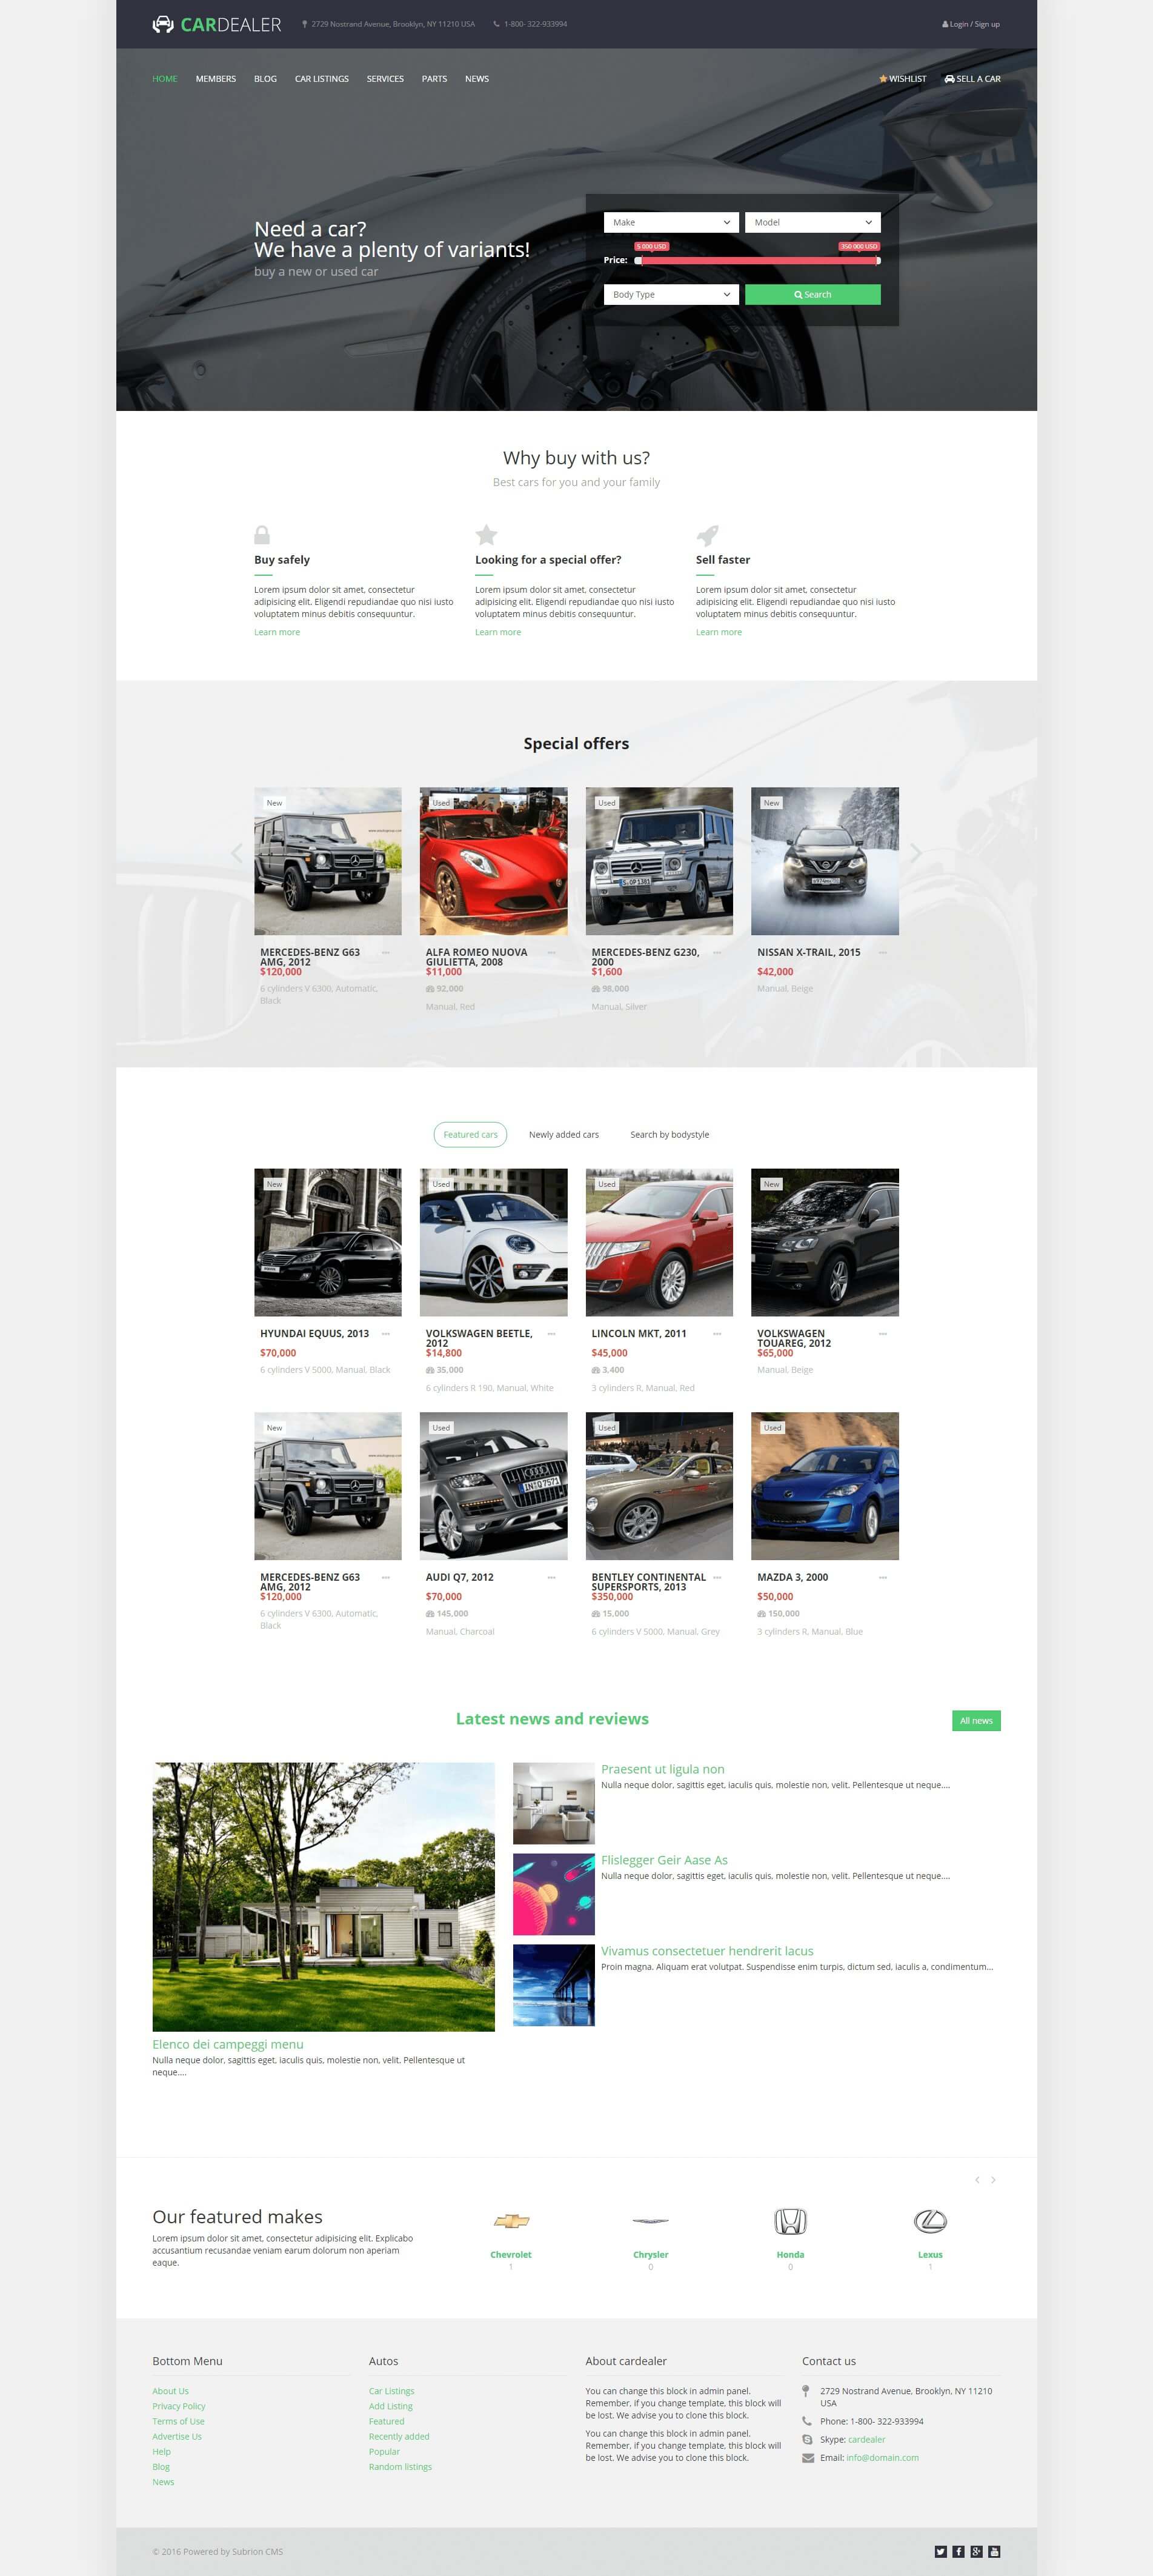 CARDEALER
2729 Nostrand Avenue, Brooklyn, NY 11210 USA
1-800- 322-933994
Login / Sign up
HOME
MEMBERS
BLOG
CAR LISTINGS
SERVICES
PARTS
NEWS
WISHLIST
SELL A CAR
Need a car?
We have a plenty of variants!
buy a new or used car
Make
Model
5 000 USD
350 000 USD
Price:
Body Type
Search
Why buy with us?
Best cars for you and your family
Buy safely
Lorem ipsum dolor sit amet, consectetur
adipisicing elit. Eligendi repudiandae quo nisi iusto
voluptatem minus debitis consequuntur.
Learn more
Looking for a special offer?
Lorem ipsum dolor sit amet, consectetur
adipisicing elit. Eligendi repudiandae quo nisi iusto
voluptatem minus debitis consequuntur.
Learn more
Sell faster
Lorem ipsum dolor sit amet, consectetur
adipisicing elit. Eligendi repudiandae quo nisi iusto
voluptatem minus debitis consequuntur.
Learn more
Special offers
New
MERCEDES-BENZ G63
AMG, 2012
$120,000
6 cylinders V 6300, Automatic,
Black
Used
ALFA ROMEO NUOVA
GIULIETTA, 2008
$11,000
92,000
Manual, Red
Used
MERCEDES-BENZ G230,
2000
$1,600
98,000
Manual, Silver
New
NISSAN X-TRAIL, 2015
$42,000
Manual, Beige
Featured cars
Newly added cars
Search by bodystyle
New
HYUNDAI EQUUS, 2013
$70,000
6 cylinders V 5000, Manual, Black
Used
VOLKSWAGEN BEETLE,
2012
$14,800
35,000
6 cylinders R 190, Manual, White
Used
LINCOLN MKT, 2011
$45,000
3,400
3 cylinders R, Manual, Red
New
VOLKSWAGEN
TOUAREG, 2012
$65,000
Manual, Beige
New
MERCEDES-BENZ G63
AMG, 2012
$120,000
6 cylinders V 6300, Automatic,
Black
Used
IN Q 7571
AUDI Q7, 2012
$70,000
145,000
Manual, Charcoal
Used
BENTLEY CONTINENTAL
SUPERSPORTS, 2013
$350,000
15,000
6 cylinders V 5000, Manual, Grey
Used
MAZDA 3, 2000
$50,000
150,000
3 cylinders R, Manual, Blue
Latest news and reviews
All news
Elenco dei campeggi menu
Nulla neque dolor, sagittis eget, iaculis quis, molestie non, velit. Pellentesque ut
neque....
Praesent ut ligula non
Nulla neque dolor, sagittis eget, iaculis quis, molestie non, velit. Pellentesque ut neque....
Flislegger Geir Aase As
Nulla neque dolor, sagittis eget, iaculis quis, molestie non, velit. Pellentesque ut neque....
Vivamus consectetuer hendrerit lacus
Proin magna. Aliquam erat volutpat. Suspendisse enim turpis, dictum sed, iaculis a, condimentum...
Our featured makes
Lorem ipsum dolor sit amet, consectetur adipisicing elit. Explicabo
accusantium recusandae veniam earum dolorum non aperiam
eaque.
Chevrolet
1
Chrysler
0
Honda
0
Lexus
1
Bottom Menu
About Us
Privacy Policy
Terms of Use
Advertise Us
Help
Blog
News
Autos
Car Listings
Add Listing
Featured
Recently added
Popular
Random listings
About cardealer
You can change this block in admin panel.
Remember, if you change template, this block will
be lost. We advise you to clone this block.
You can change this block in admin panel.
Remember, if you change template, this block will
be lost. We advise you to clone this block.
Contact us
2729 Nostrand Avenue, Brooklyn, NY 11210
USA
Phone: 1-800- 322-933994
Skype: cardealer
Email: info@domain.com
© 2016 Powered by Subrion CMS